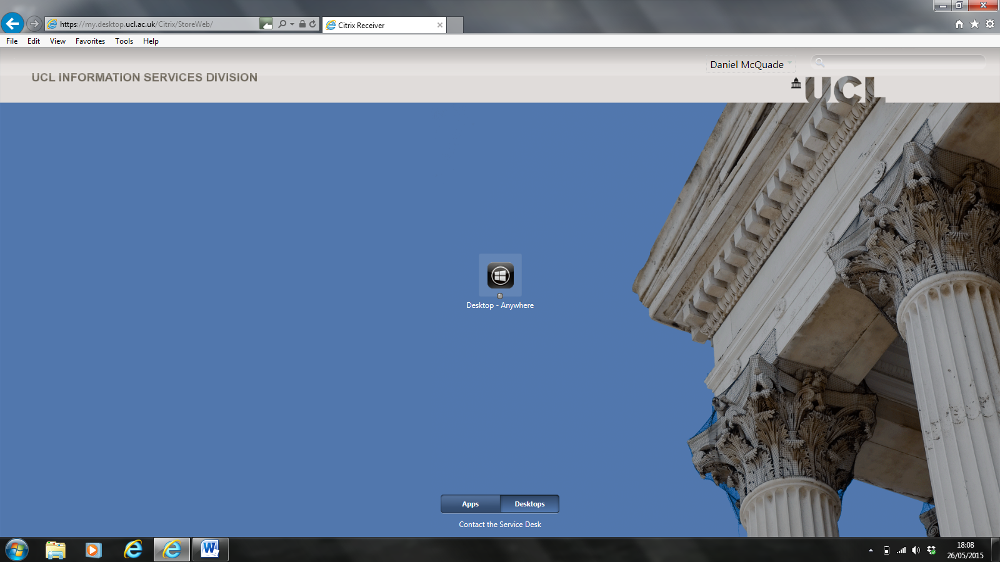 https://my.desktop.ucl.ac.uk/Citrix/StoreWeb/
Citrix Receiver
File Edit View Favorites Tools Help
Daniel McQuade
UCL INFORMATION SERVICES DIVISION
UCL
Desktop - Anywhere
Apps Desktops
Contact the Service Desk
18:08
26/05/2015